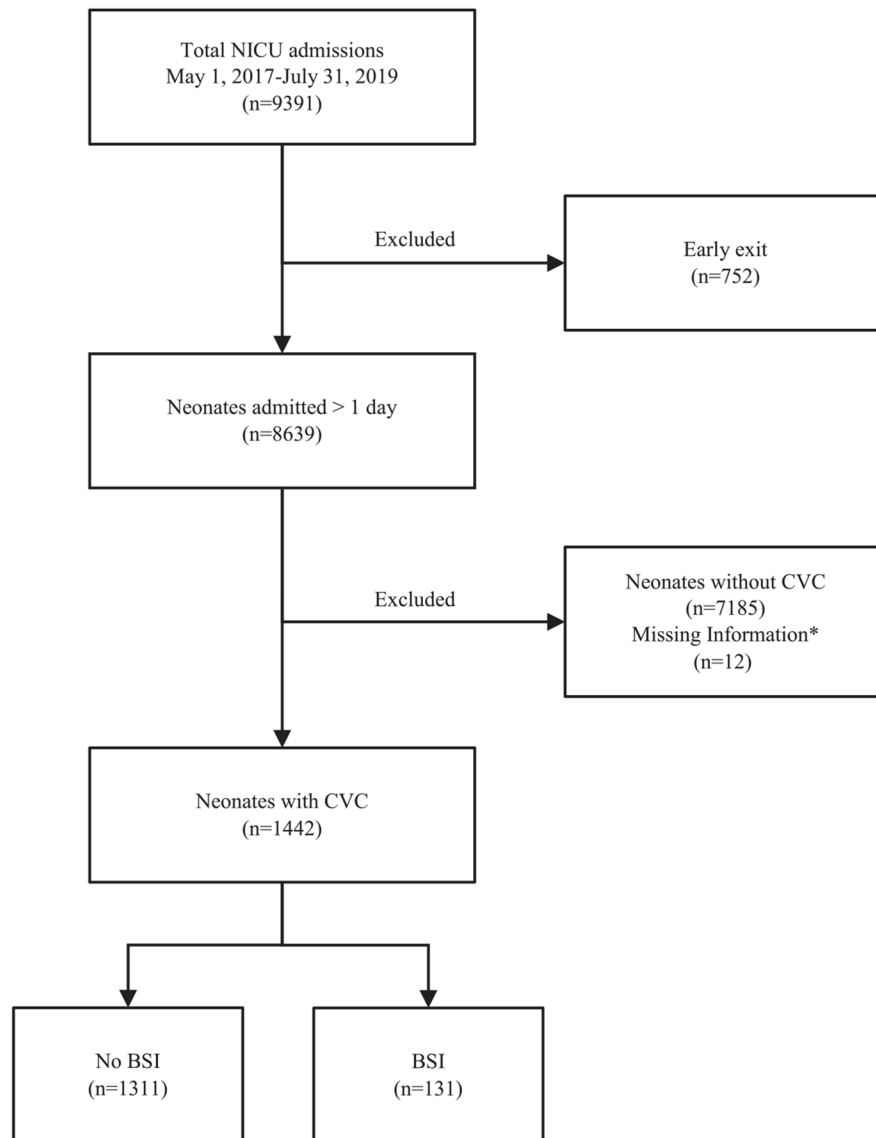 Total NICU admissions
May 1, 2017-July 31, 2019
(n=9391)
Excluded
Early exit
(n=752)
Neonates admitted > 1 day
(n=8639)
Excluded
Neonates without CVC
(n=7185)
Missing Information*
(n=12)
Neonates with CVC
(n=1442)
No BSI
(n=1311)
BSI
(n=131)